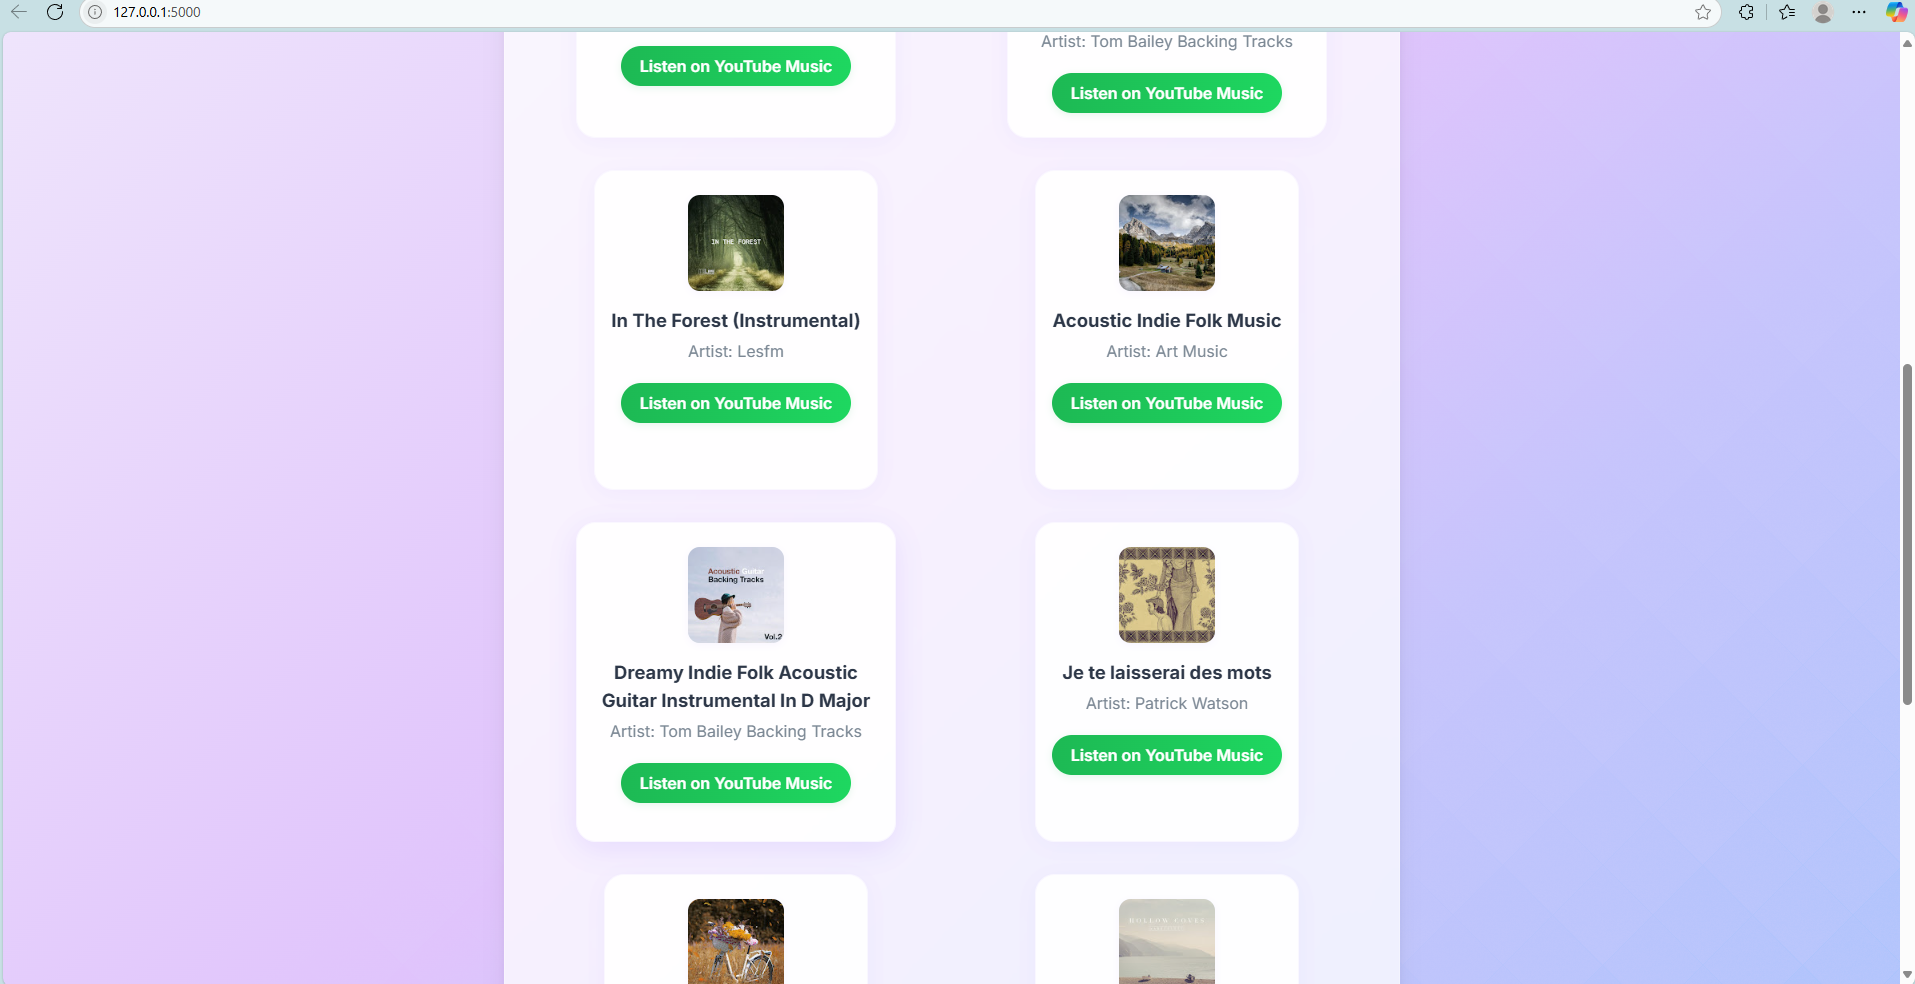 127.0.0.1:5000
Listen on YouTube Music
Artist: Tom Bailey Backing Tracks
Listen on YouTube Music
IN THE FOREST
In The Forest (Instrumental)
Artist: Lesfm
Listen on YouTube Music
Acoustic Indie Folk Music
Artist: Art Music
Listen on YouTube Music
Acoustic Guitar
Backing Tracks
Vol.2
Dreamy Indie Folk Acoustic
Guitar Instrumental In D Major
Artist: Tom Bailey Backing Tracks
Listen on YouTube Music
Je te laisserai des mots
Artist: Patrick Watson
Listen on YouTube Music
HOLLOW COVES